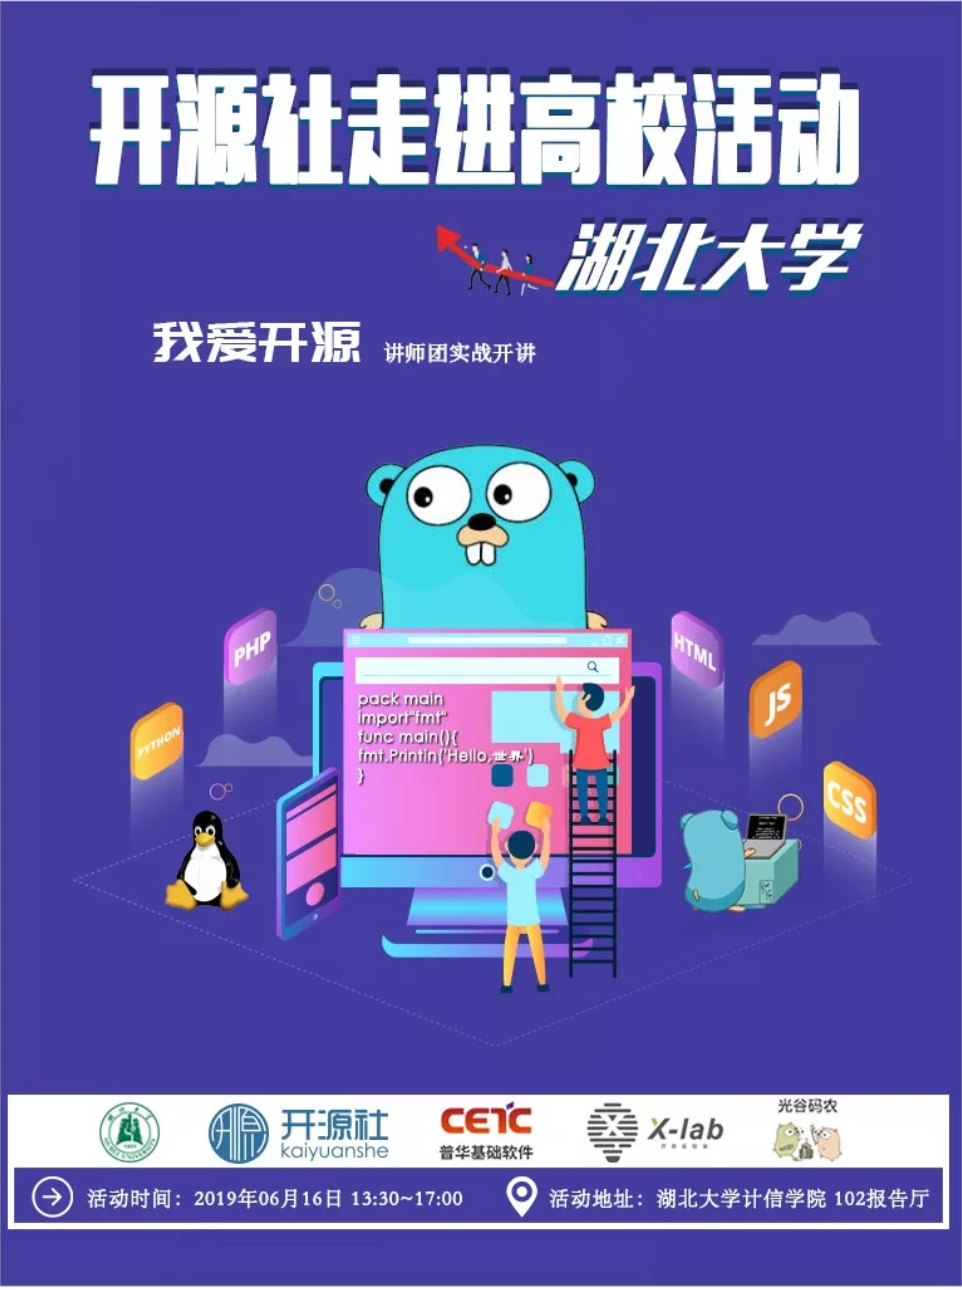 开源社走进高校活动
湖北大学
我爱开源 讲师团实战开讲
PHP
HTML
JS
PYTHON
CSS
pack main
import"fmt"
func main(){
fmt.Println('Hello,世界')
}
开源社
kaiyuanshe
CETC
普华基础软件
X-lab
光谷码农
活动时间：2019年06月16日 13:30~17:00
活动地址：湖北大学计信学院 102报告厅